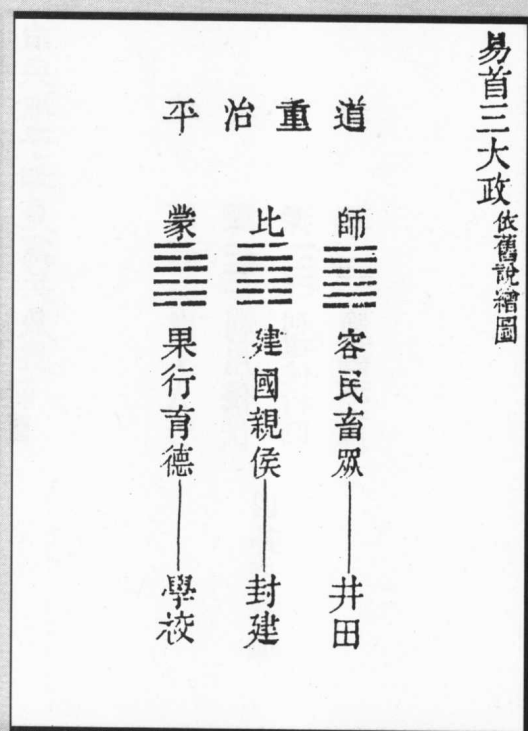 易首三大政依舊說繪圖
道重治平
師
容民畜眾
井田
比
建國親侯
封建
蒙
果行育德
學校